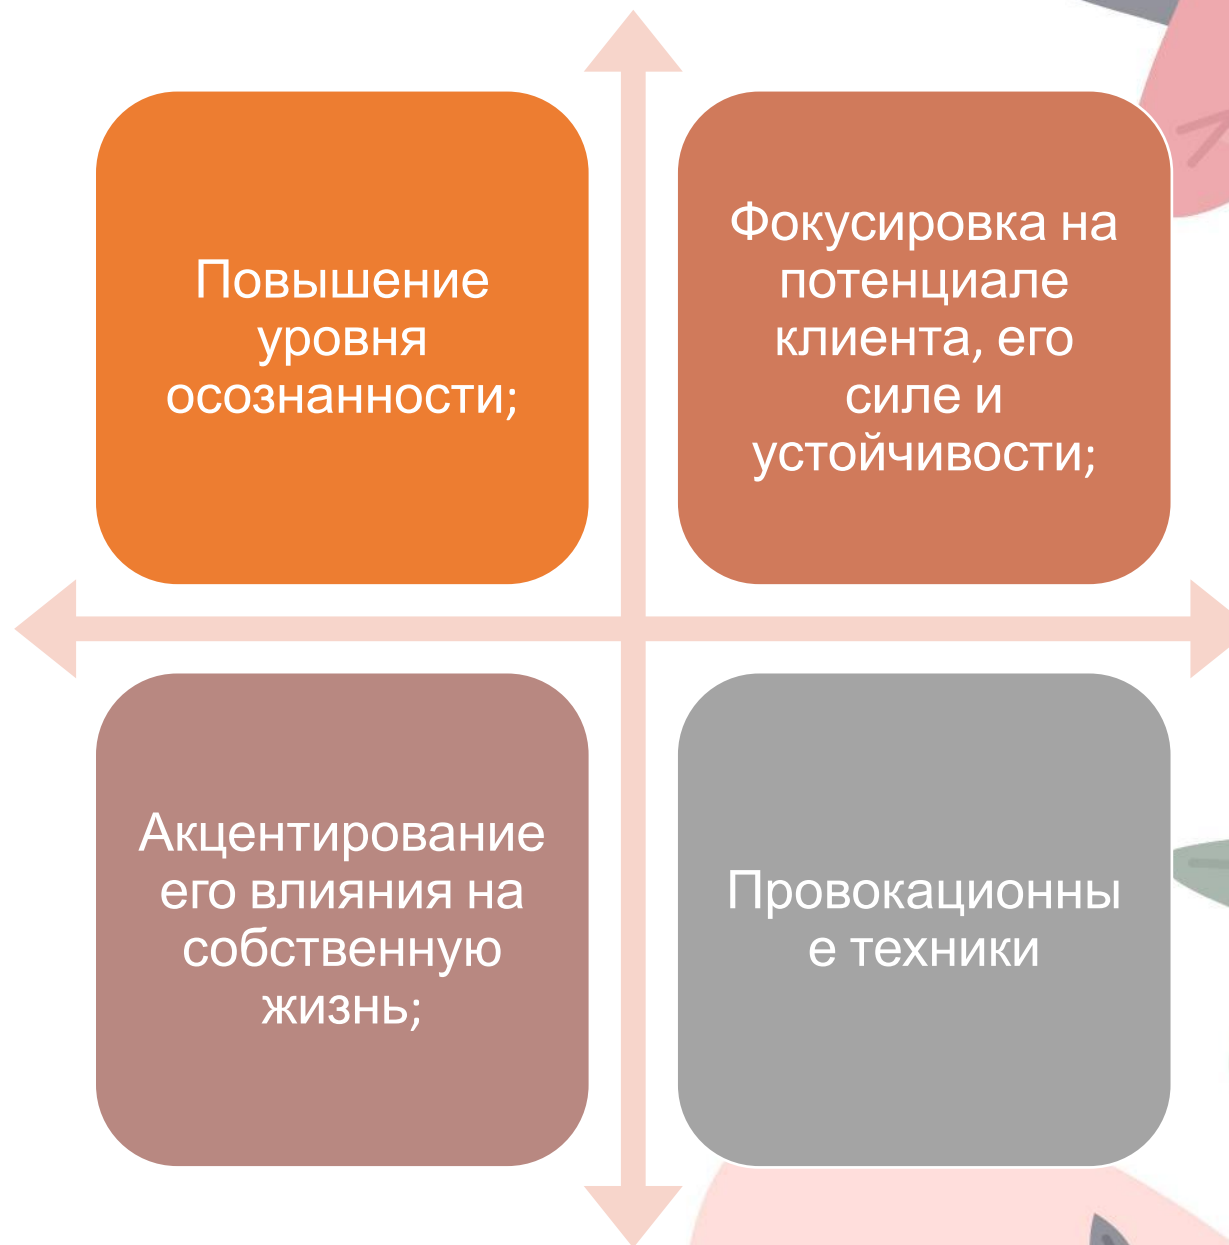 Повышение
уровня
осознанности;
Фокусировка на
потенциале
клиента, его
силе и
устойчивости;
Акцентирование
его влияния на
собственную
жизнь;
Провокационны
е техники